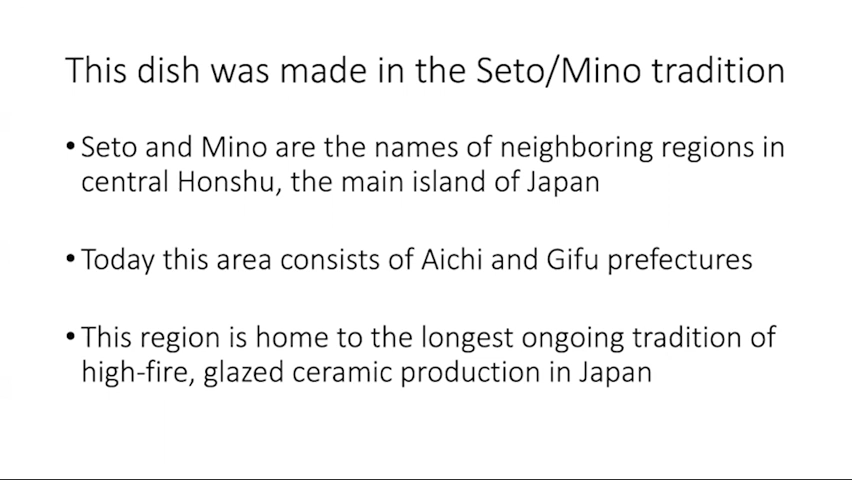 This dish was made in the Seto/Mino tradition
•Seto and Mino are the names of neighboring regions in
central Honshu, the main island of Japan
•Today this area consists of Aichi and Gifu prefectures
•This region is home to the longest ongoing tradition of
high-fire, glazed ceramic production in Japan